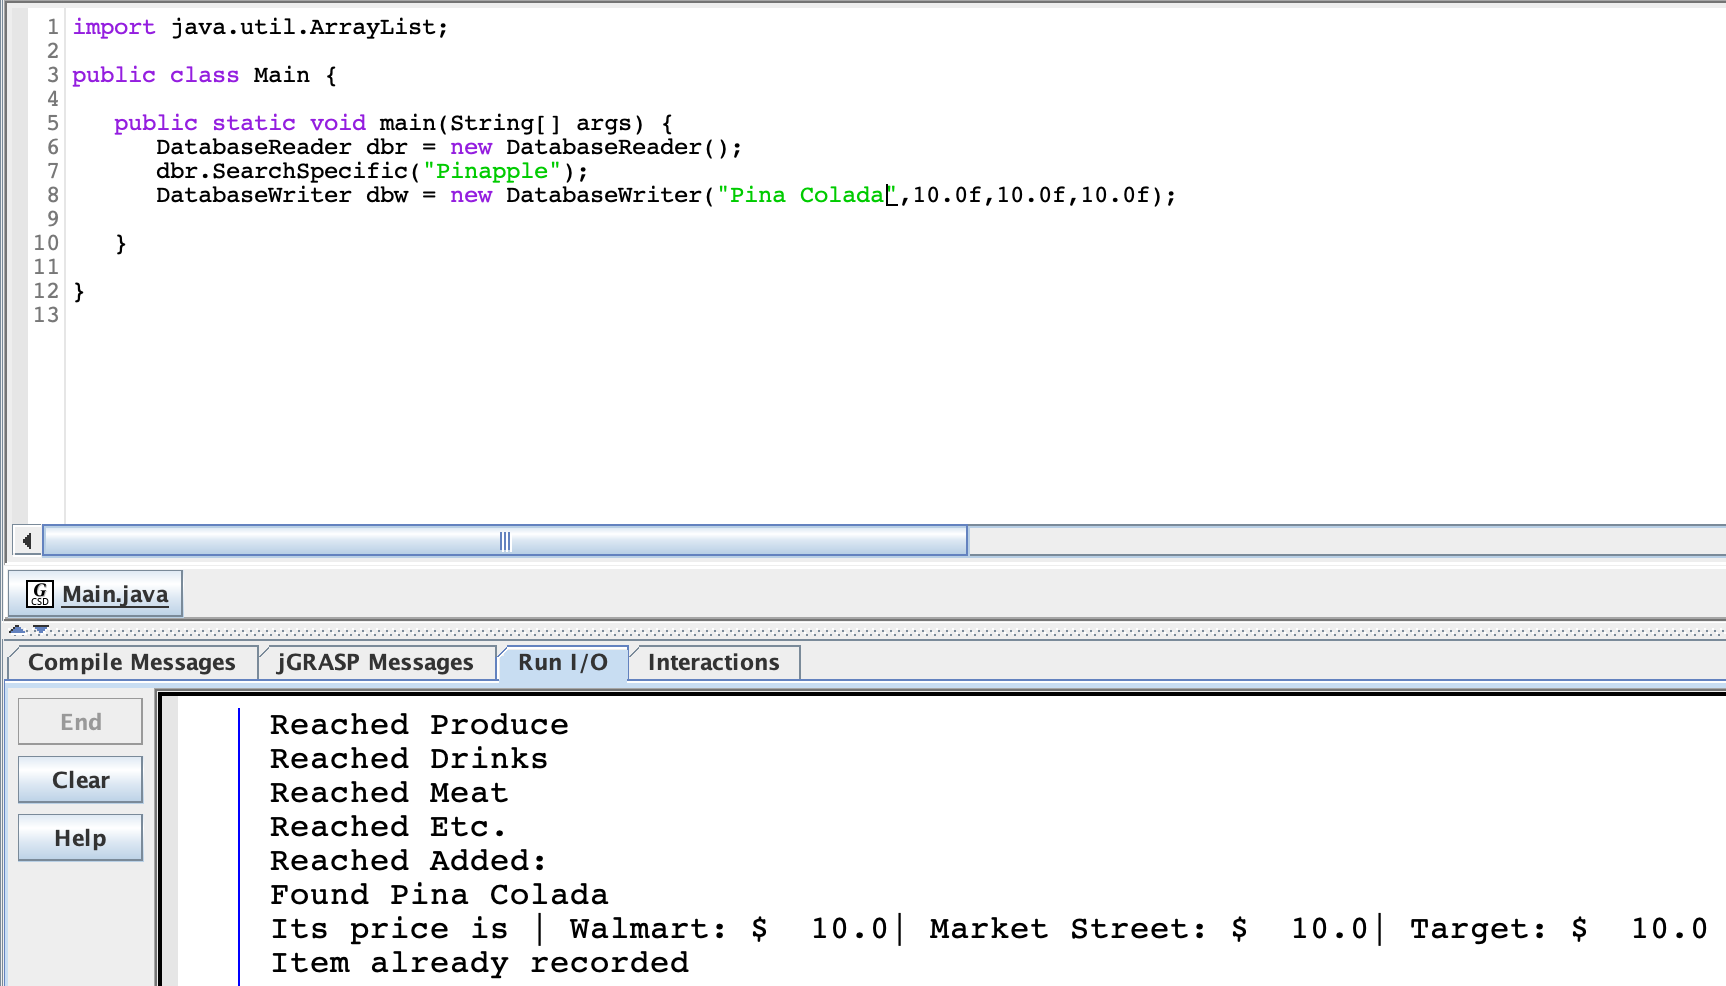 1 import java.util.ArrayList;
2
3 public class Main {
4
5 public static void main(String[] args) {
6 DatabaseReader dbr = new DatabaseReader();
7 dbr.SearchSpecific("Pinapple");
8 DatabaseWriter dbw = new DatabaseWriter("Pina Colada",10.0f,10.0f,10.0f);
9
10 }
11
12 }
13
G CSD Main.java
Compile Messages jGRASP Messages Run I/O Interactions
End
Clear
Help
Reached Produce
Reached Drinks
Reached Meat
Reached Etc.
Reached Added:
Found Pina Colada
Its price is | Walmart: $ 10.0| Market Street: $ 10.0| Target: $ 10.0
Item already recorded